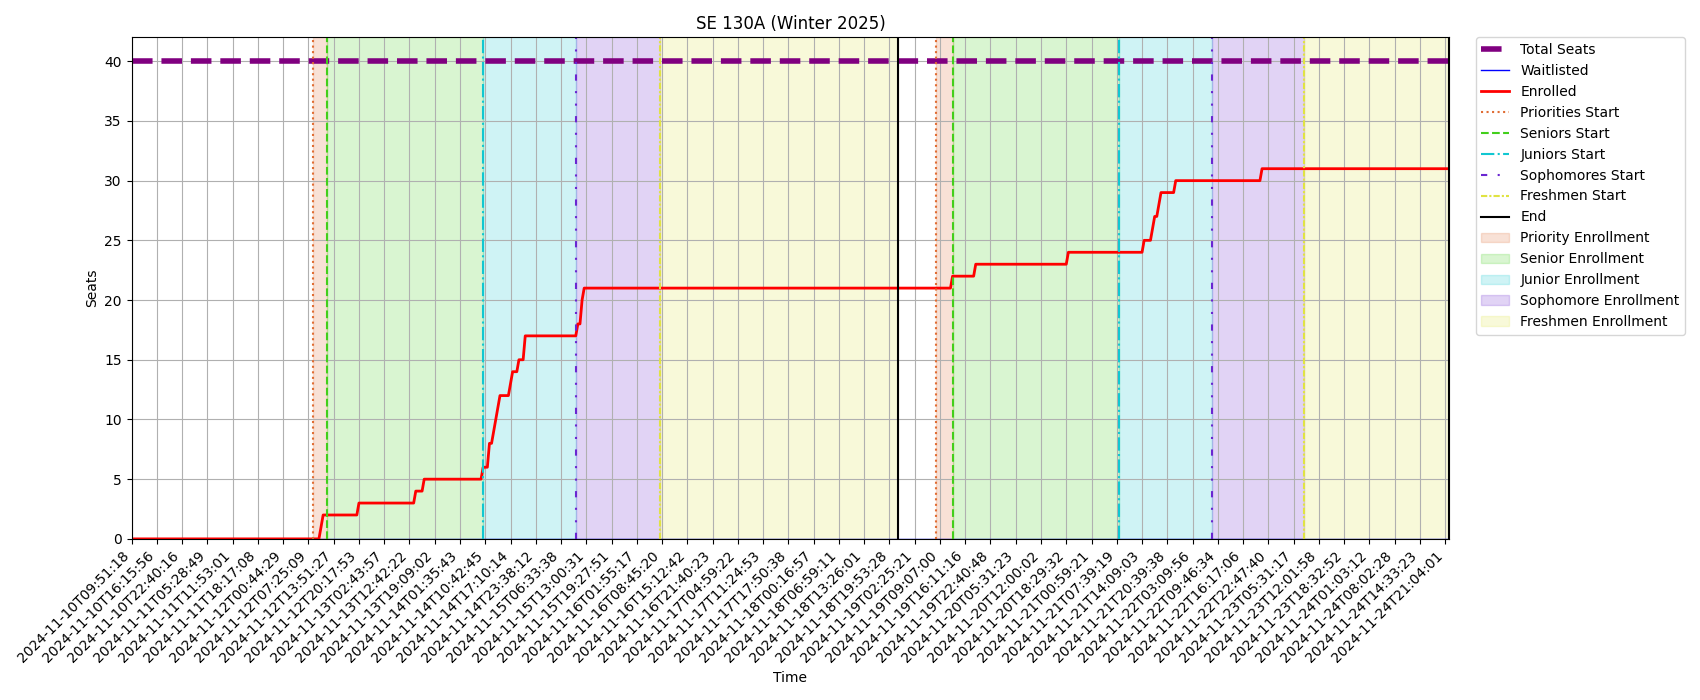 SE 130A (Winter 2025)
Seats
40
35
30
25
20
15
10
5
0
2024-11-10T09:51:18
2024-11-10T16:15:56
2024-11-10T22:40:16
2024-11-11T05:28:49
2024-11-11T11:53:01
2024-11-11T18:17:08
2024-11-12T00:44:29
2024-11-12T07:25:09
2024-11-12T13:51:27
2024-11-12T20:17:53
2024-11-13T02:43:57
2024-11-13T12:42:22
2024-11-13T19:09:02
2024-11-14T01:35:43
2024-11-14T10:42:45
2024-11-14T17:10:14
2024-11-14T23:38:12
2024-11-15T06:33:38
2024-11-15T13:00:31
2024-11-15T19:27:51
2024-11-16T01:55:17
2024-11-16T08:45:20
2024-11-16T15:12:42
2024-11-16T21:40:23
2024-11-17T04:59:22
2024-11-17T11:24:53
2024-11-17T17:50:38
2024-11-18T00:16:57
2024-11-18T06:59:11
2024-11-18T13:26:01
2024-11-18T19:53:28
2024-11-19T02:25:21
2024-11-19T09:07:00
2024-11-19T16:11:16
2024-11-19T22:40:48
2024-11-20T05:31:23
2024-11-20T12:00:02
2024-11-20T18:29:32
2024-11-21T00:59:21
2024-11-21T07:39:19
2024-11-21T14:09:03
2024-11-21T20:39:38
2024-11-22T03:09:56
2024-11-22T09:46:34
2024-11-22T16:17:06
2024-11-22T22:47:40
2024-11-23T05:31:17
2024-11-23T12:01:58
2024-11-23T18:32:52
2024-11-24T01:03:12
2024-11-24T08:02:28
2024-11-24T14:33:23
2024-11-24T21:04:01
Time
Total Seats
Waitlisted
Enrolled
Priorities Start
Seniors Start
Juniors Start
Sophomores Start
Freshmen Start
End
Priority Enrollment
Senior Enrollment
Junior Enrollment
Sophomore Enrollment
Freshmen Enrollment